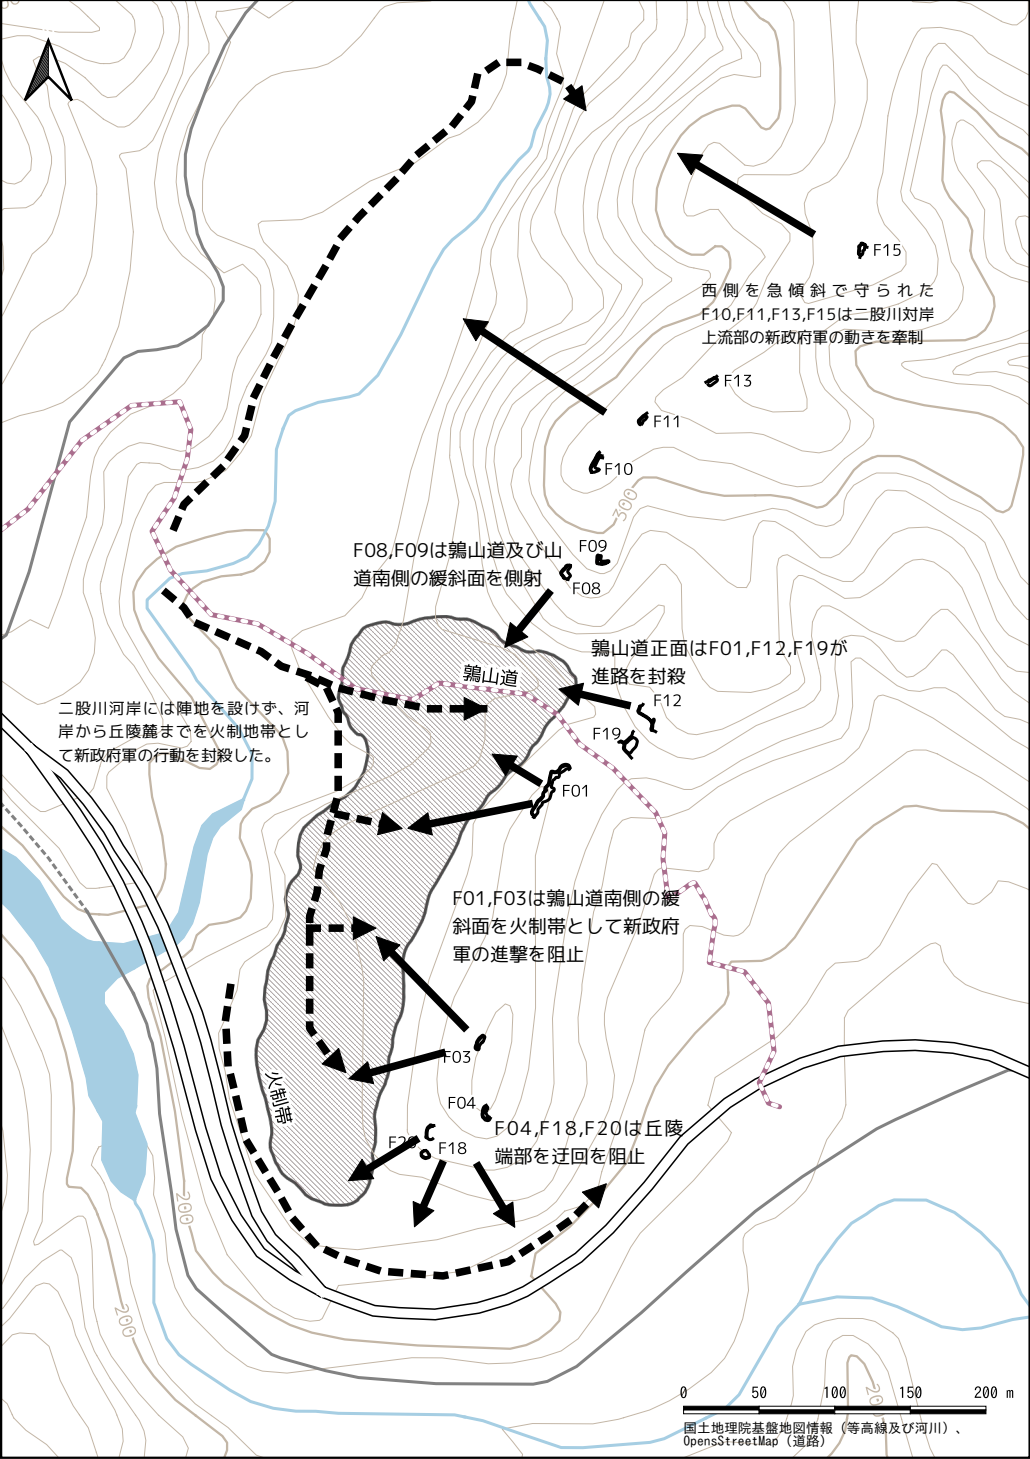 F15
西側を急傾斜で守られた
F10,F11,F13,F15は二股川対岸
上流部の新政府軍の動きを牽制
F13
F11
F10
300
F09
F08,F09は鶉山道及び山
道南側の緩斜面を側射
F08
鶉山道正面はF01,F12,F19が
進路を封殺
鶉山道
F12
二股川河岸には陣地を設けず、河
岸から丘陵麓までを火制地帯とし
て新政府軍の行動を封殺した。
F19
F01
F01,F03は鶉山道南側の緩
斜面を火制帯として新政府
軍の進撃を阻止
F03
火制帯
F04
F04,F18,F20は丘陵
端部を迂回を阻止
F20
F18
200
200
200
0 50 100 150 200 m
国土地理院基盤地図情報（等高線及び河川）、
OpensStreetMap（道路）